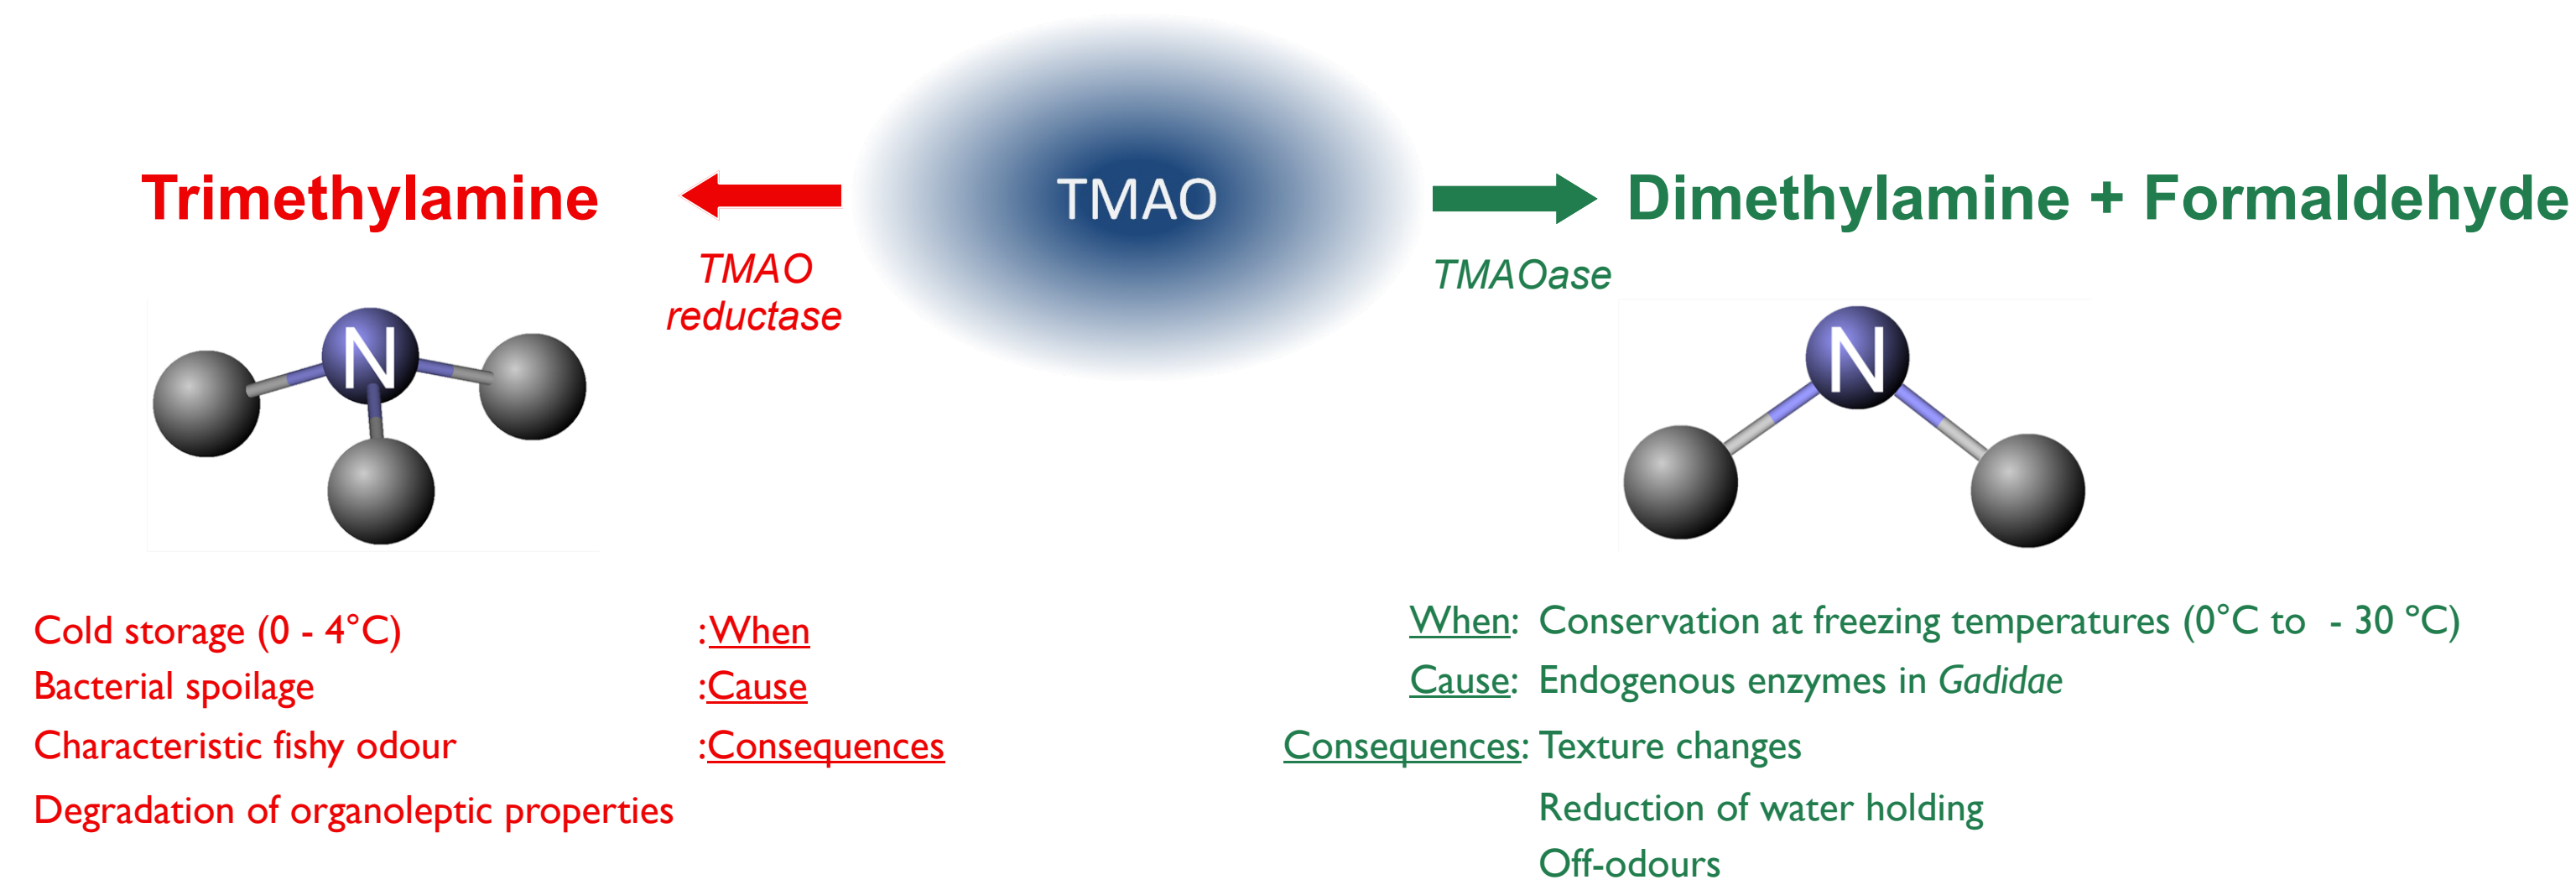 Trimethylamine
TMAO
reductase
TMAO
TMAOase
Dimethylamine + Formaldehyde
N
N
Cold storage (0 - 4°C) :When
Bacterial spoilage :Cause
Characteristic fishy odour :Consequences
Degradation of organoleptic properties
When: Conservation at freezing temperatures (0°C to - 30 ºC)
Cause: Endogenous enzymes in Gadidae
Consequences: Texture changes
Reduction of water holding
Off-odours